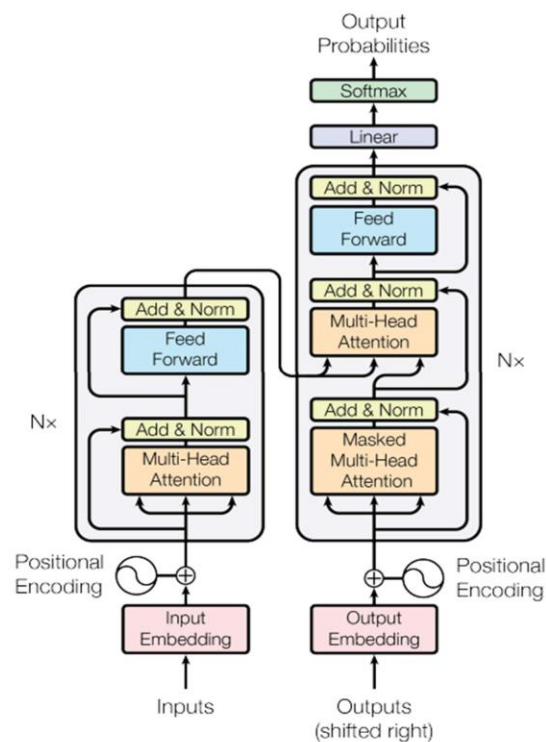 Output
Probabilities
Softmax
Linear
Add & Norm
Feed
Forward
Add & Norm
Multi-Head
Attention
Add & Norm
Masked
Multi-Head
Attention
Nx
Add & Norm
Feed
Forward
Add & Norm
Multi-Head
Attention
Nx
Positional
Encoding
Positional
Encoding
Input
Embedding
Output
Embedding
Inputs
Outputs
(shifted right)